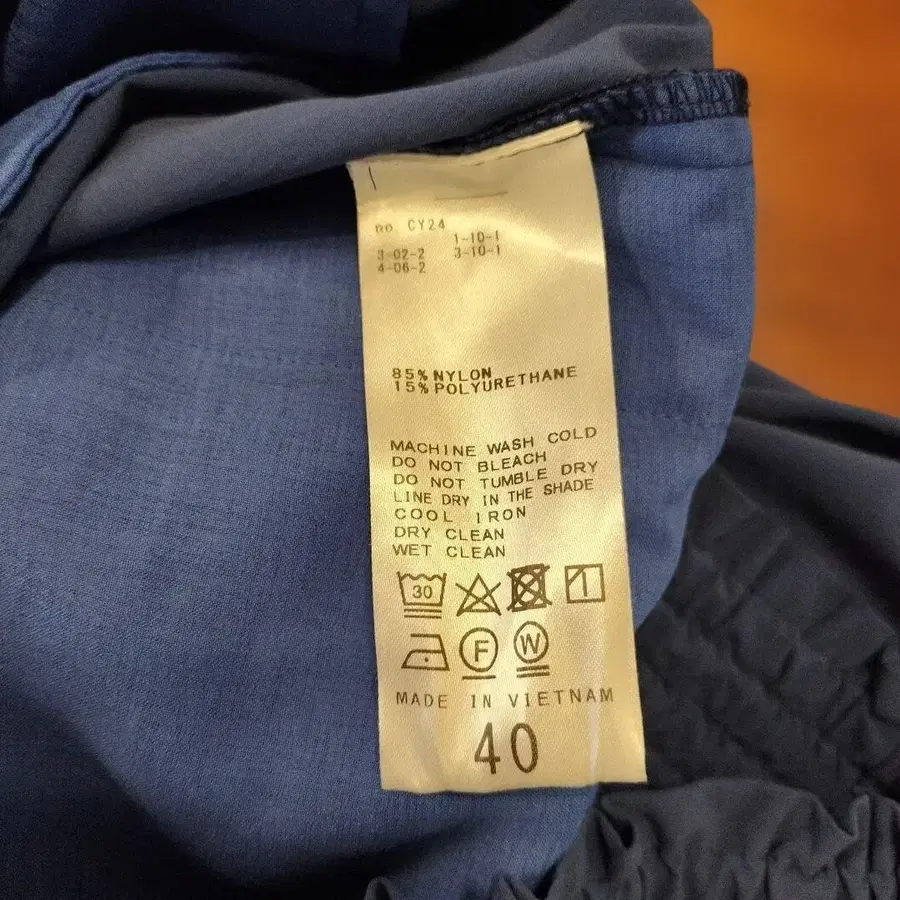 no. CY24
1-10-1
3-02-2 3-10-1
4-06-2
85% NYLON
15% POLYURETHANE
MACHINE WASH COLD
DO NOT BLEACH
DO NOT TUMBLE DRY
LINE DRY IN THE SHADE
COOL IRON
DRY CLEAN
WET CLEAN
30
F W
MADE IN VIETNAM
40